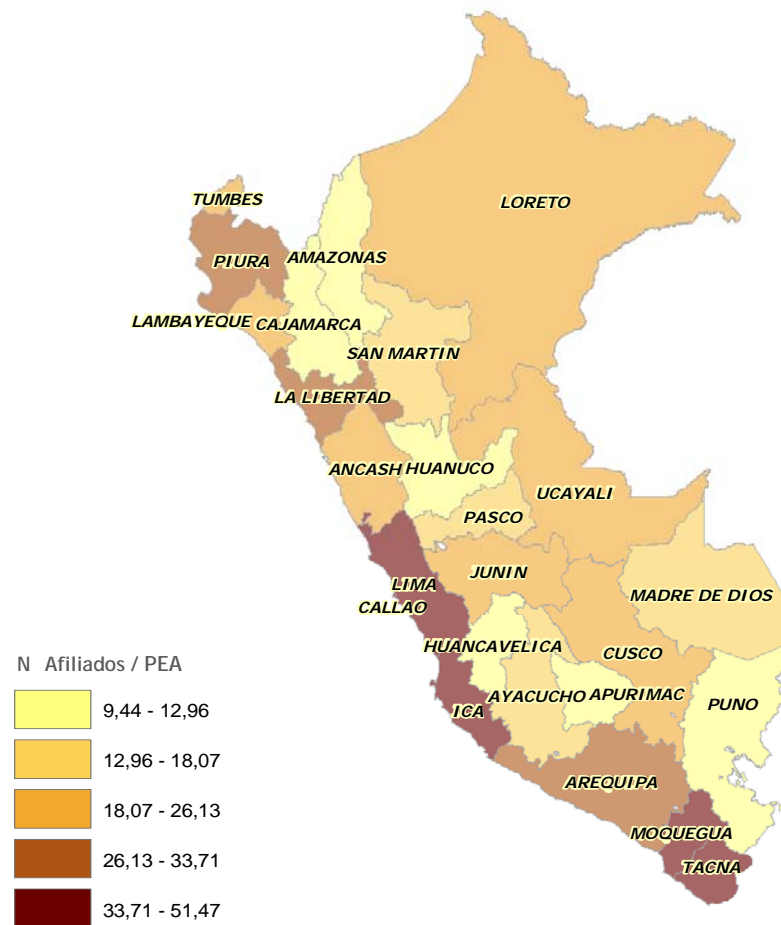 TUMBES
LORETO
PIURA
AMAZONAS
LAMBAYEQUE
CAJAMARCA
SAN MARTIN
LA LIBERTAD
ANCASH
HUANUCO
UCAYALI
PASCO
JUNIN
LIMA
MADRE DE DIOS
CALLAO
HUANCAVELICA
CUSCO
AYACUCHO
APURIMAC
PUNO
ICA
AREQUIPA
MOQUEGUA
TACNA
N Afiliados / PEA
9,44 - 12,96
12,96 - 18,07
18,07 - 26,13
26,13 - 33,71
33,71 - 51,47